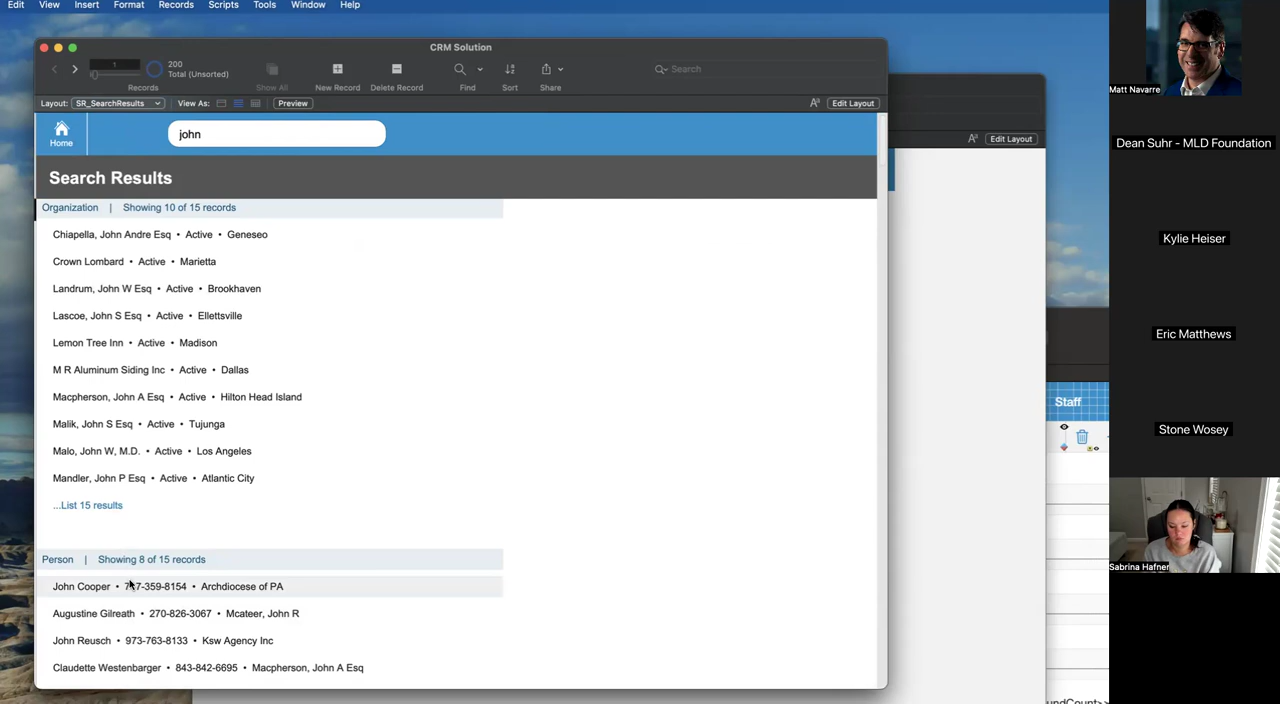 Edit View Insert Format Records Scripts Tools Window Help
CRM Solution
1
200
Total (Unsorted)
Search
Records Show All New Record Delete Record Find Sort Share
Layout: SR_SearchResults View As: Preview Edit Layout
Home
john
Search Results
Organization | Showing 10 of 15 records
Chiapella, John Andre Esq • Active • Geneseo
Crown Lombard • Active • Marietta
Landrum, John W Esq • Active • Brookhaven
Lascoe, John S Esq • Active • Ellettsville
Lemon Tree Inn • Active • Madison
M R Aluminum Siding Inc • Active • Dallas
Macpherson, John A Esq • Active • Hilton Head Island
Malik, John S Esq • Active • Tujunga
Malo, John W, M.D. • Active • Los Angeles
Mandler, John P Esq • Active • Atlantic City
...List 15 results
Person | Showing 8 of 15 records
John Cooper • Archdiocese of PA
Augustine Gilreath • 270-826-3067 • Mcateer, John R
John Reusch • 973-763-8133 • Ksw Agency Inc
Claudette Westenbarger • 843-842-6695 • Macpherson, John A Esq
Edit Layout
Staff
Matt Navarre
Dean Suhr - MLD Foundation
Kylie Heiser
Eric Matthews
Stone Wosey
Sabrina Hafner